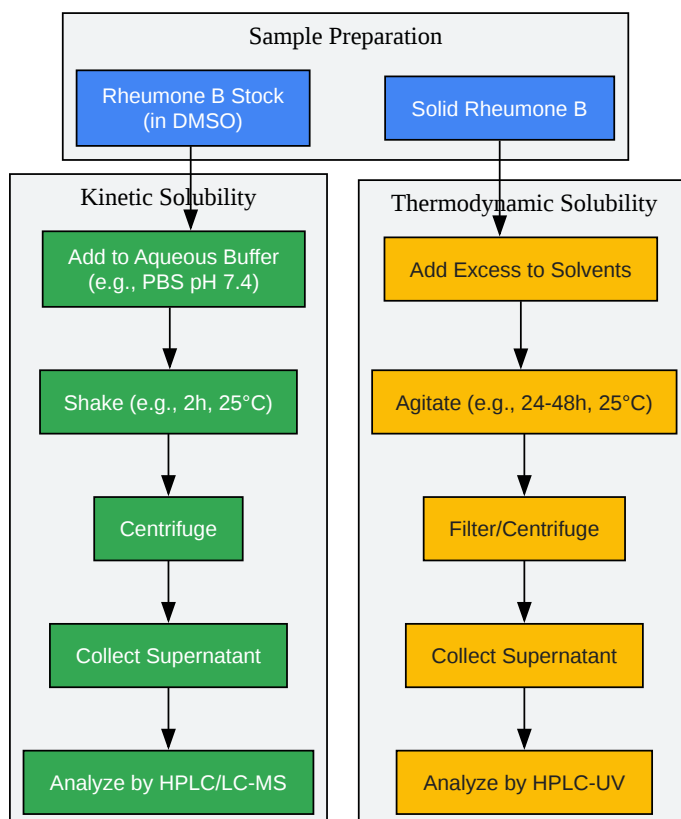 Sample Preparation
Rheumone B Stock
(in DMSO)
Solid Rheumone B
Kinetic Solubility
Add to Aqueous Buffer
(e.g., PBS pH 7.4)
Shake (e.g., 2h, 25°C)
Centrifuge
Collect Supernatant
Analyze by HPLC/LC-MS
Thermodynamic Solubility
Add Excess to Solvents
Agitate (e.g., 24-48h, 25°C)
Filter/Centrifuge
Collect Supernatant
Analyze by HPLC-UV